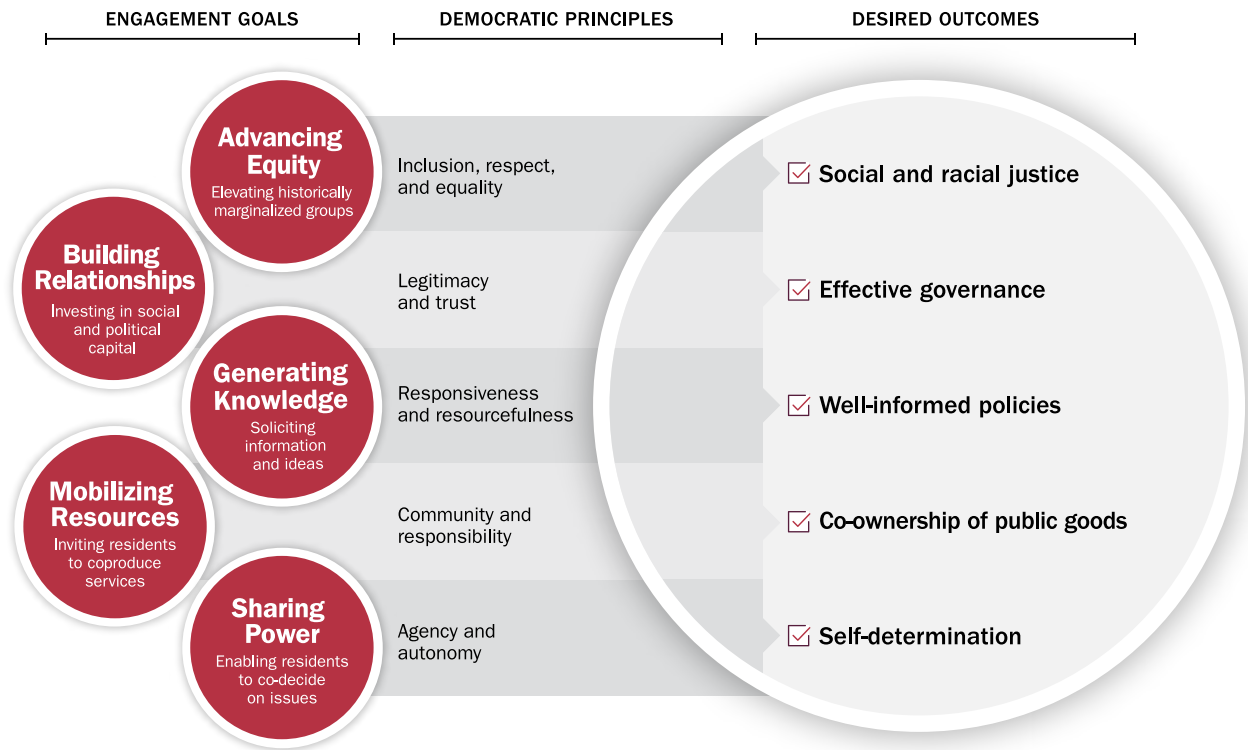 ENGAGEMENT GOALS
DEMOCRATIC PRINCIPLES
DESIRED OUTCOMES
Advancing
Equity
Elevating historically
marginalized groups
Inclusion, respect,
and equality
Social and racial justice
Building
Relationships
Investing in social
and political
capital
Legitimacy
and trust
Effective governance
Generating
Knowledge
Soliciting
information
and ideas
Responsiveness
and resourcefulness
Well-informed policies
Mobilizing
Resources
Inviting residents
to coproduce
services
Community and
responsibility
Co-ownership of public goods
Sharing
Power
Enabling residents
to co-decide
on issues
Agency and
autonomy
Self-determination